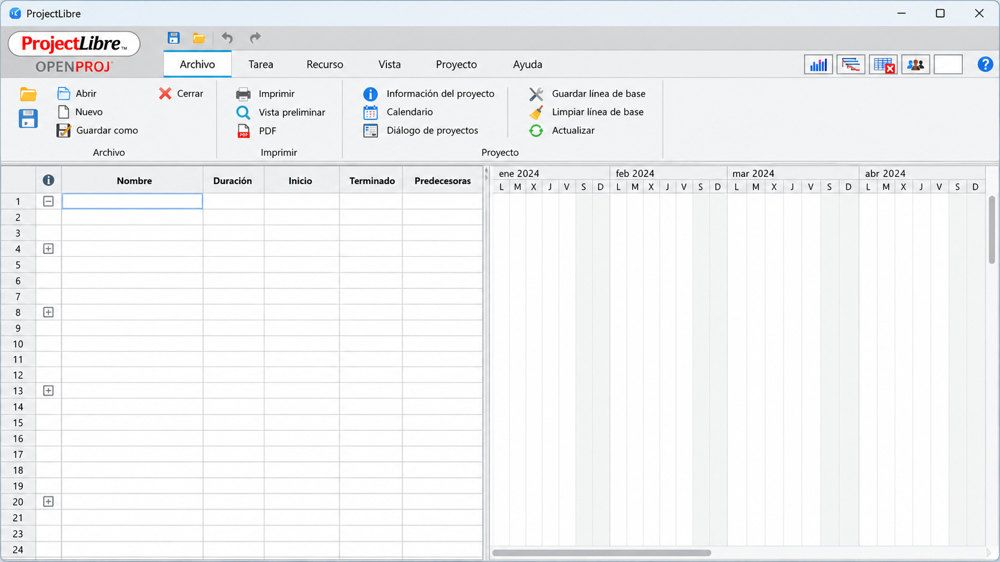 ProjectLibre
ProjectLibre™
OPENPROJ
Archivo Tarea Recurso Vista Proyecto Ayuda
?
Abrir Cerrar
Nuevo
Guardar como
Archivo
Imprimir
Vista preliminar
PDF
Imprimir
Información del proyecto
Calendario
Diálogo de proyectos
Guardar línea de base
Limpiar línea de base
Actualizar
Proyecto
Nombre Duración Inicio Terminado Predecesoras
1
2
3
4
5
6
7
8
9
10
11
12
13
14
15
16
17
18
19
20
21
23
24
ene 2024 feb 2024 mar 2024 abr 2024
L M X J V S D L M X J V S D L M X J V S D L M X J V S D